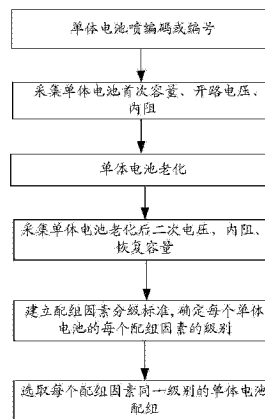 单体电池喷编码或编号
采集单体电池首次容量、开路电压、
内阻
单体电池老化
采集单体电池老化后二次电压、内阻、
恢复容量
建立配组因素分级标准,确定每个单体
电池的每个配组因素的级别
选取每个配组因素同一级别的单体电池
配组